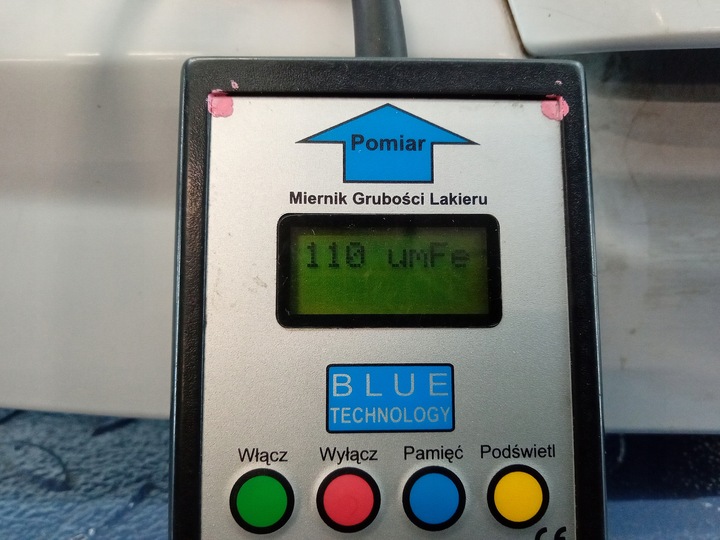 Pomiar
Miernik Grubości Lakieru
110 umFe
BLUE
TECHNOLOGY
Włącz Wyłącz Pamięć Podświetl
CE